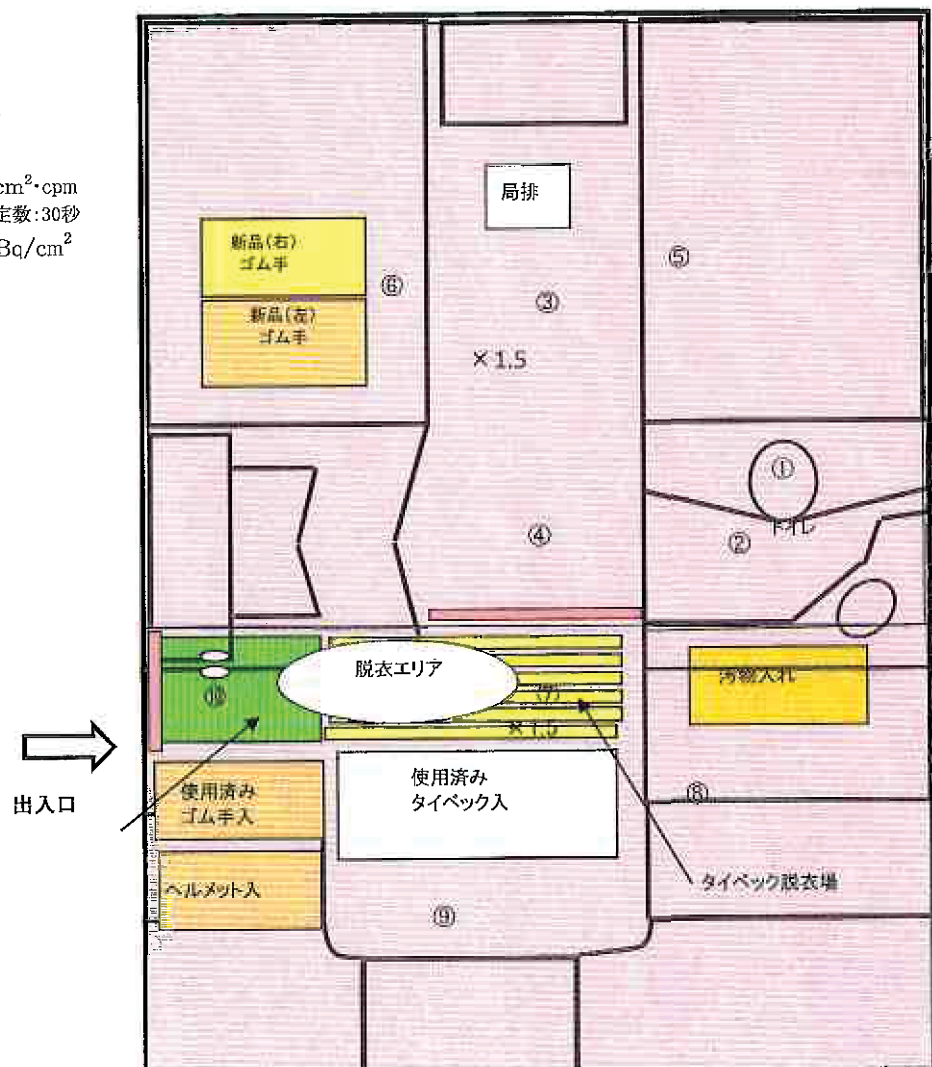 cm²・cpm
定数:30秒
Bq/cm²
局排
新品(右)
ゴム手
⑥
⑤
③
新品(左)
ゴム手
×1.5
①
トイレ
④
②
脱衣エリア
汚物入れ
⑦
×1.5
出入口
使用済み
ゴム手入
使用済み
タイベック入
⑧
ヘルメット入
タイベック脱衣場
⑨